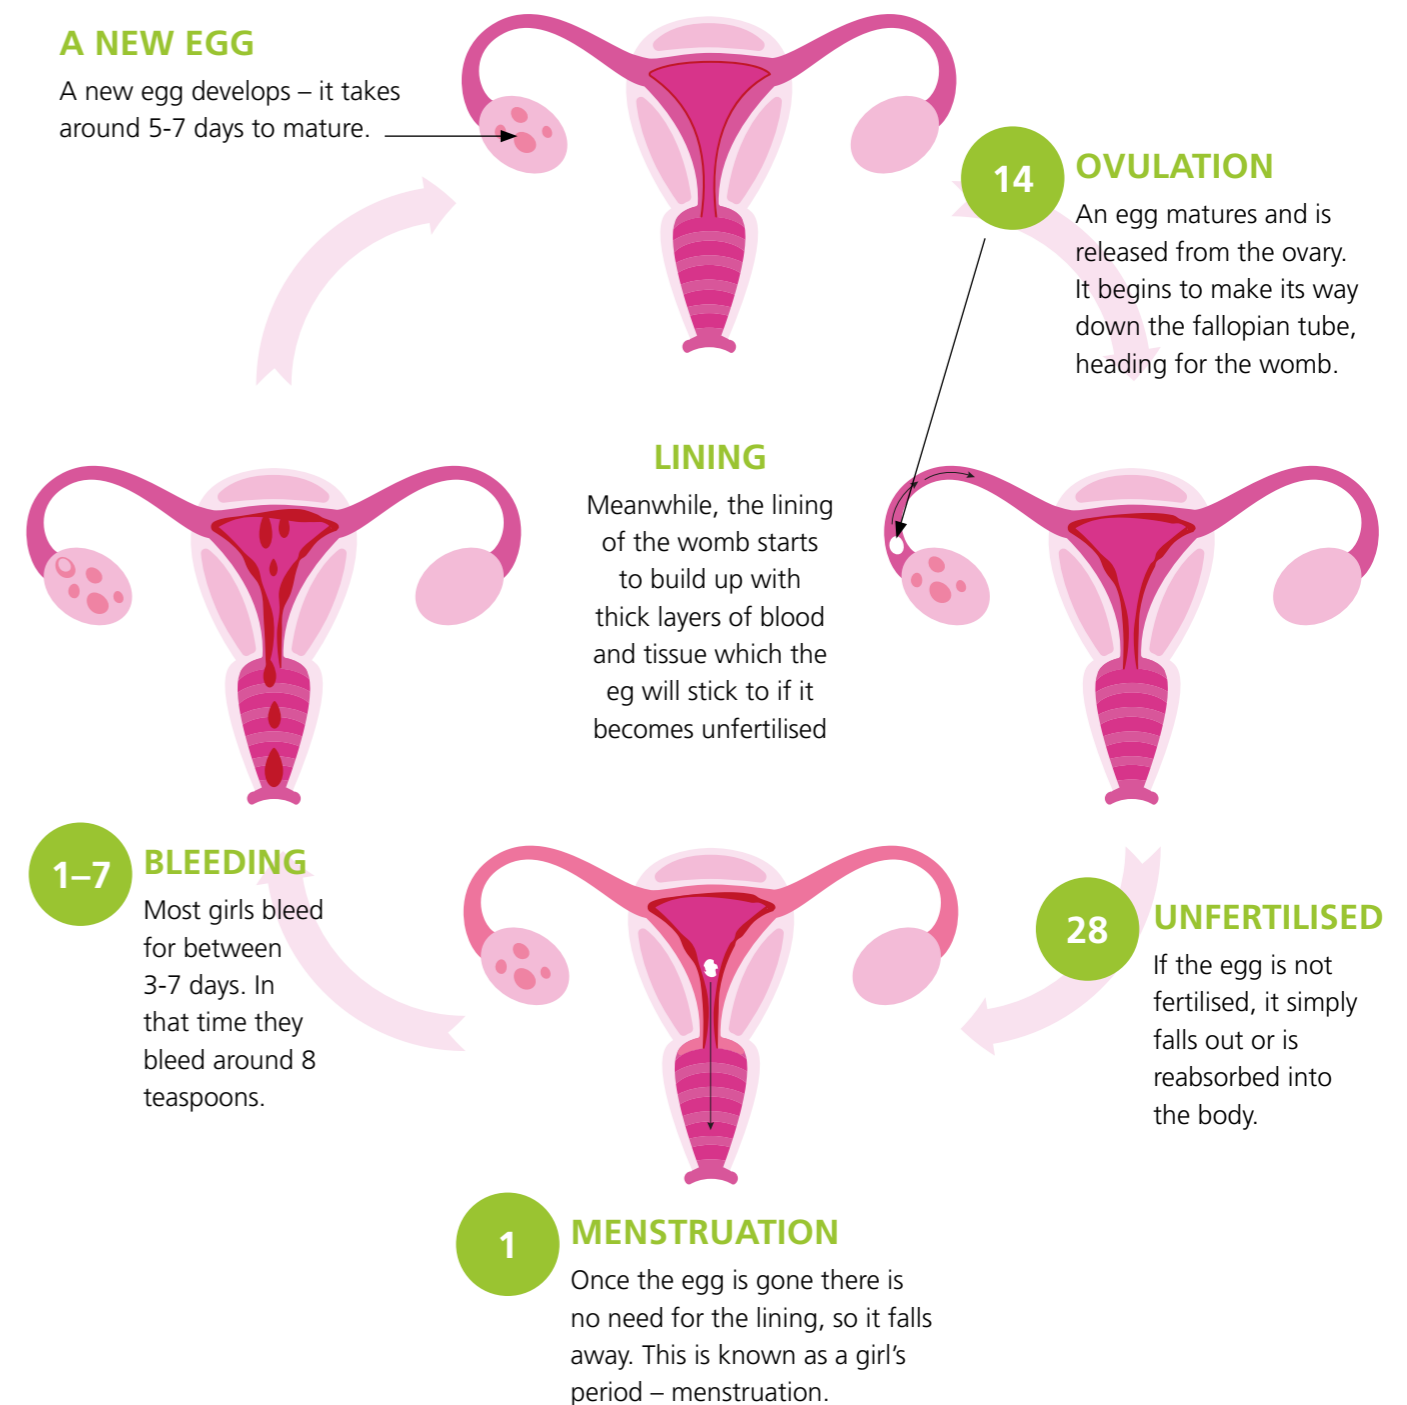 A NEW EGG
A new egg develops – it takes
around 5-7 days to mature.
14
OVULATION
An egg matures and is
released from the ovary.
It begins to make its way
down the fallopian tube,
heading for the womb.
LINING
Meanwhile, the lining
of the womb starts
to build up with
thick layers of blood
and tissue which the
eg will stick to if it
becomes unfertilised
1–7
BLEEDING
Most girls bleed
for between
3-7 days. In
that time they
bleed around 8
teaspoons.
28
UNFERTILISED
If the egg is not
fertilised, it simply
falls out or is
reabsorbed into
the body.
1
MENSTRUATION
Once the egg is gone there is
no need for the lining, so it falls
away. This is known as a girl’s
period – menstruation.